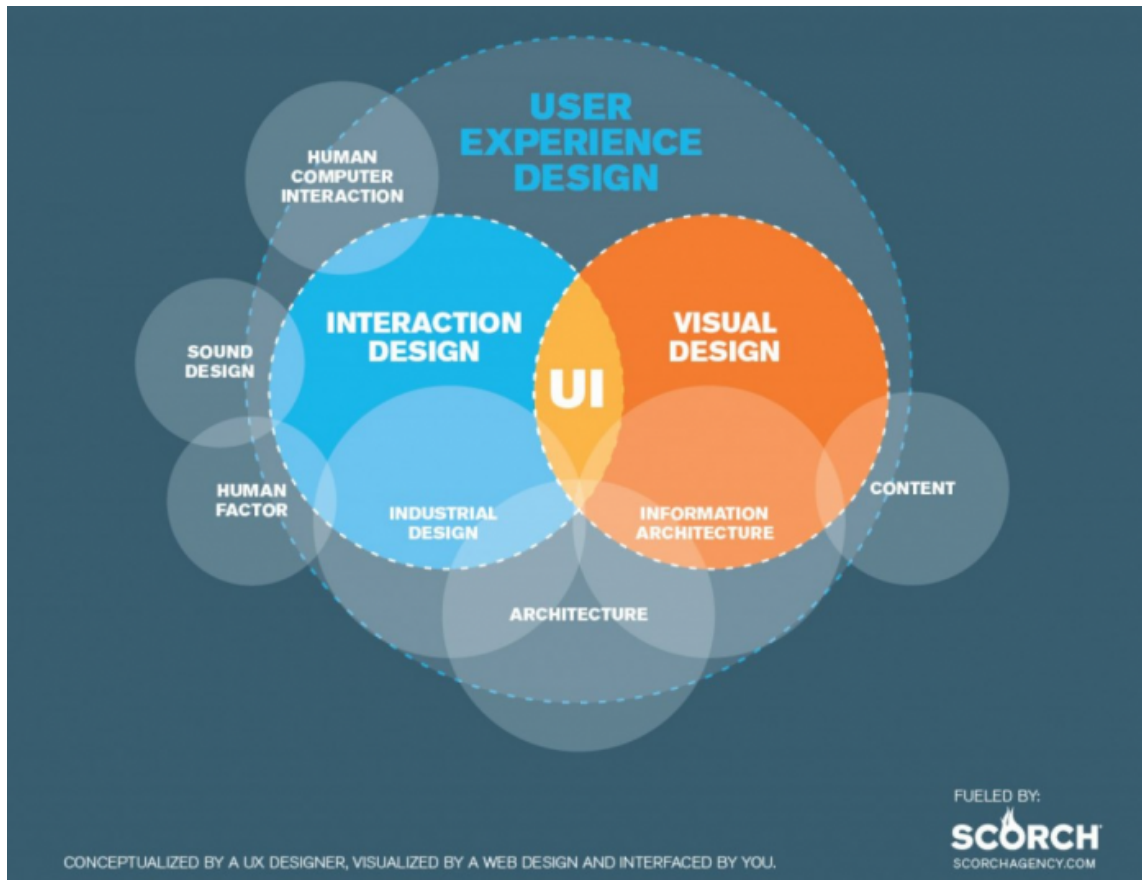 USER
EXPERIENCE
DESIGN
HUMAN
COMPUTER
INTERACTION
INTERACTION
DESIGN
VISUAL
DESIGN
UI
SOUND
DESIGN
HUMAN
FACTOR
INDUSTRIAL
DESIGN
INFORMATION
ARCHITECTURE
CONTENT
ARCHITECTURE
FUELED BY:
SCORCH
SCORCHAGENCY.COM
CONCEPTUALIZED BY A UX DESIGNER, VISUALIZED BY A WEB DESIGN AND INTERFACED BY YOU.